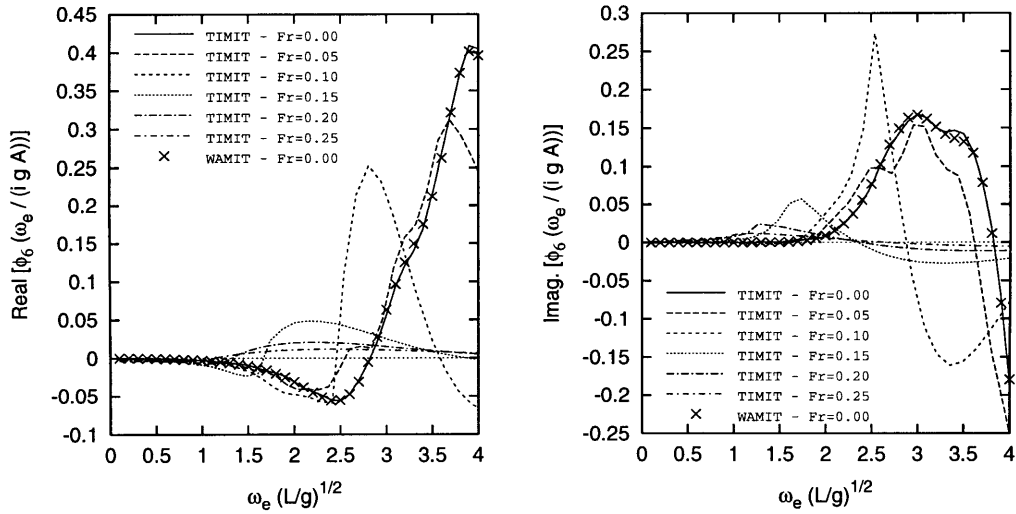 0.45
0.4
0.35
0.3
0.25
0.2
0.15
0.1
0.05
0
-0.05
-0.1
Real [ϕ6 (ωe / (i g A))]
TIMIT - Fr=0.00
TIMIT - Fr=0.05
TIMIT - Fr=0.10
TIMIT - Fr=0.15
TIMIT - Fr=0.20
TIMIT - Fr=0.25
WAMIT - Fr=0.00
0 0.5 1 1.5 2 2.5 3 3.5 4
ωe (L/g)1/2
0.3
0.25
0.2
0.15
0.1
0.05
0
-0.05
-0.1
-0.15
-0.2
-0.25
Imag. [ϕ6 (ωe / (i g A))]
TIMIT - Fr=0.00
TIMIT - Fr=0.05
TIMIT - Fr=0.10
TIMIT - Fr=0.15
TIMIT - Fr=0.20
TIMIT - Fr=0.25
WAMIT - Fr=0.00
0 0.5 1 1.5 2 2.5 3 3.5 4
ωe (L/g)1/2